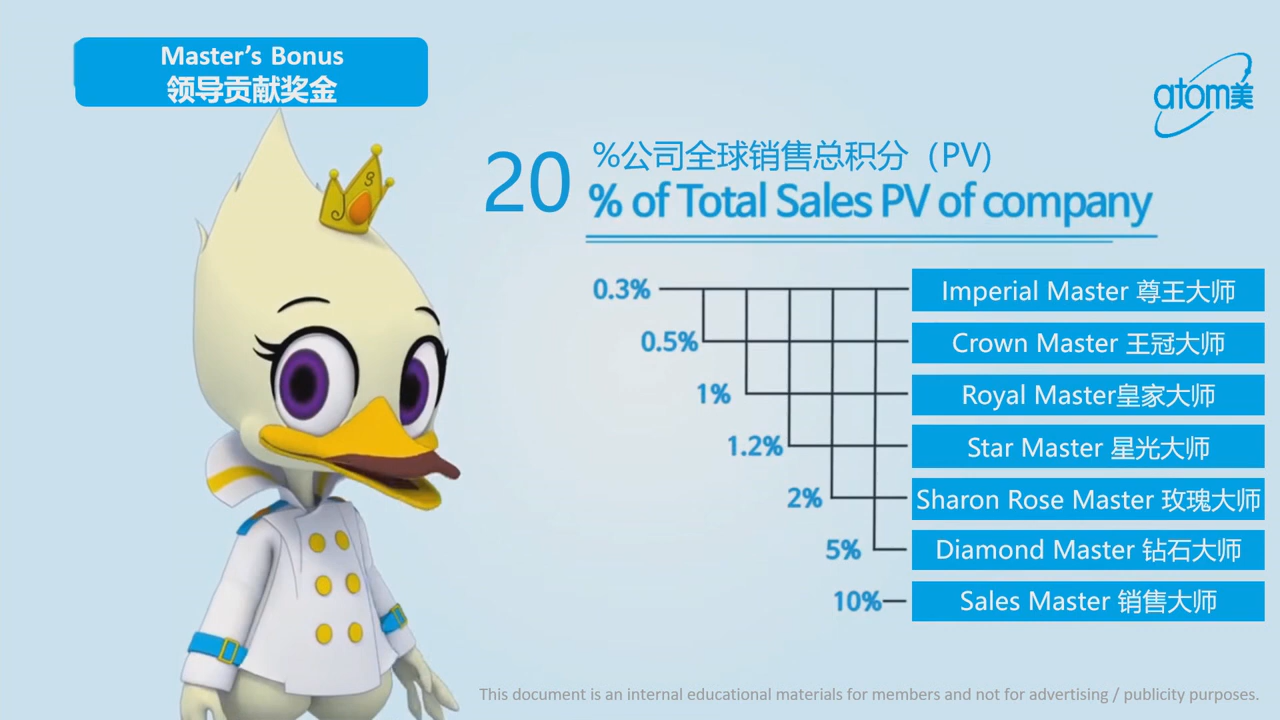 Master’s Bonus
领导贡献奖金
atom美
20
%公司全球销售总积分（PV)
% of Total Sales PV of company
0.3%
Imperial Master 尊王大师
0.5%
Crown Master 王冠大师
1%
Royal Master皇家大师
1.2%
Star Master 星光大师
2%
Sharon Rose Master 玫瑰大师
5%
Diamond Master 钻石大师
10%
Sales Master 销售大师
This document is an internal educational materials for members and not for advertising / publicity purposes.